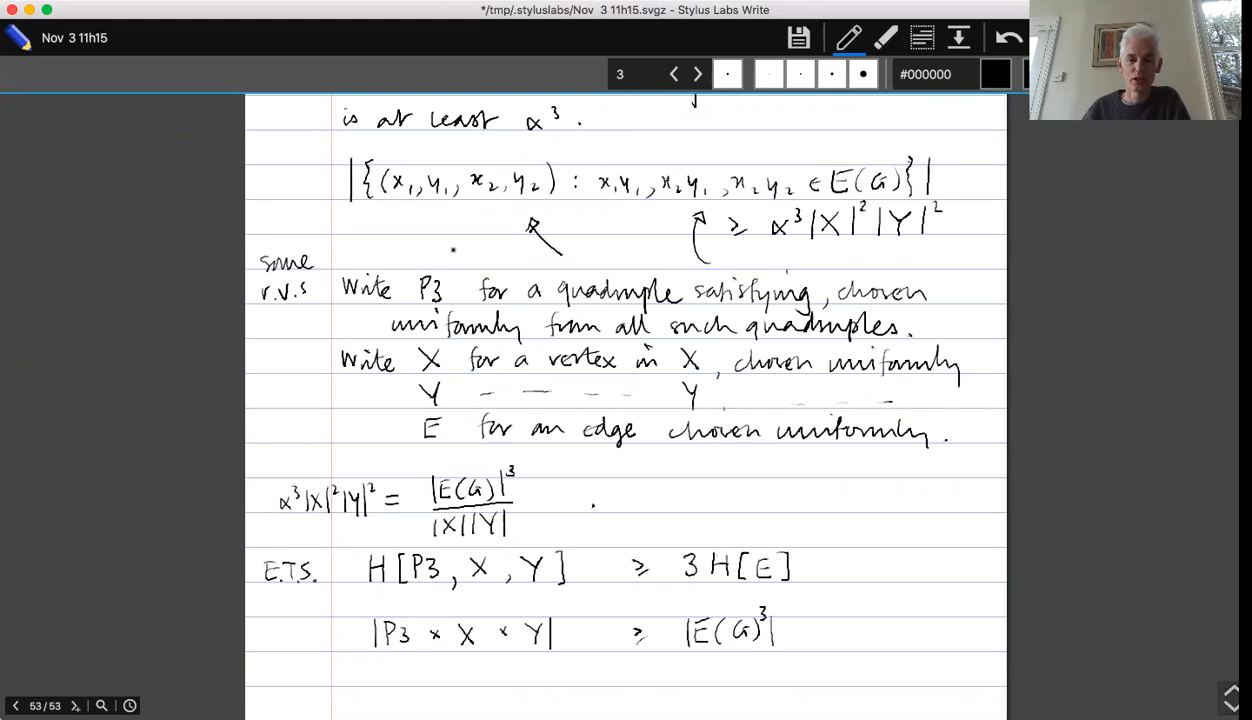 */tmp/.styluslabs/Nov 3 11h15.svgz - Stylus Labs Write
Nov 3 11h15
3
#000000
is at least α³.
|{(x₁,y₁,x₂,y₂) : x₁y₁, x₂y₁, x₂y₂ ∈ E(G)}|
≥ α³|X|²|Y|²
some
r.v.s
Write P3 for a quadruple satisfying, chosen
uniformly from all such quadruples.
Write X for a vertex in X, chosen uniformly
Y - — - - Y - - -
E for an edge chosen uniformly.
α³|X|²|Y|² = |E(G)|³ / |X||Y| .
E.T.S. H[P3, X, Y] ≥ 3H[E]
|P3 × X × Y| ≥ |E(G)³|
53/53